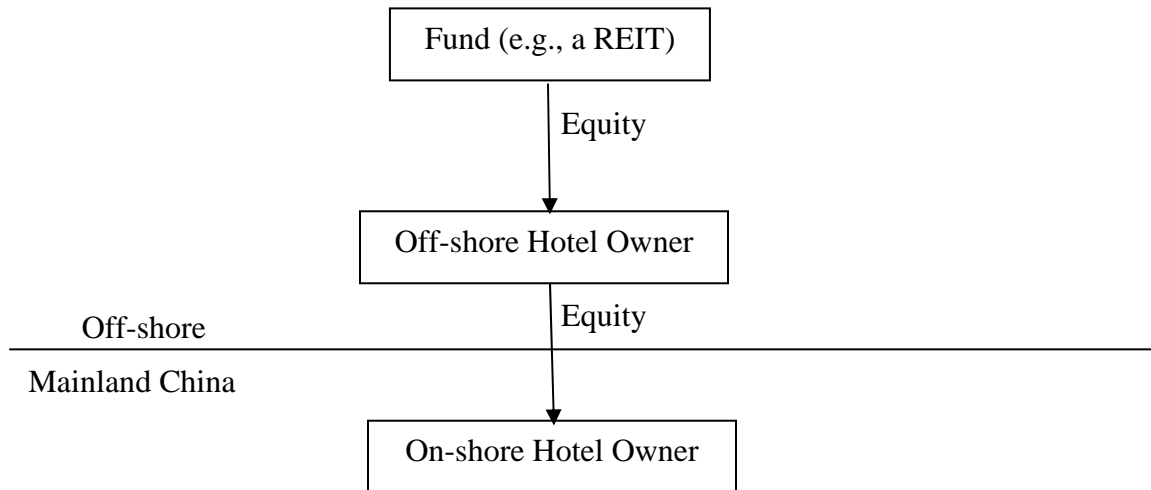 Fund (e.g., a REIT)
Equity
Off-shore Hotel Owner
Equity
Off-shore
Mainland China
On-shore Hotel Owner